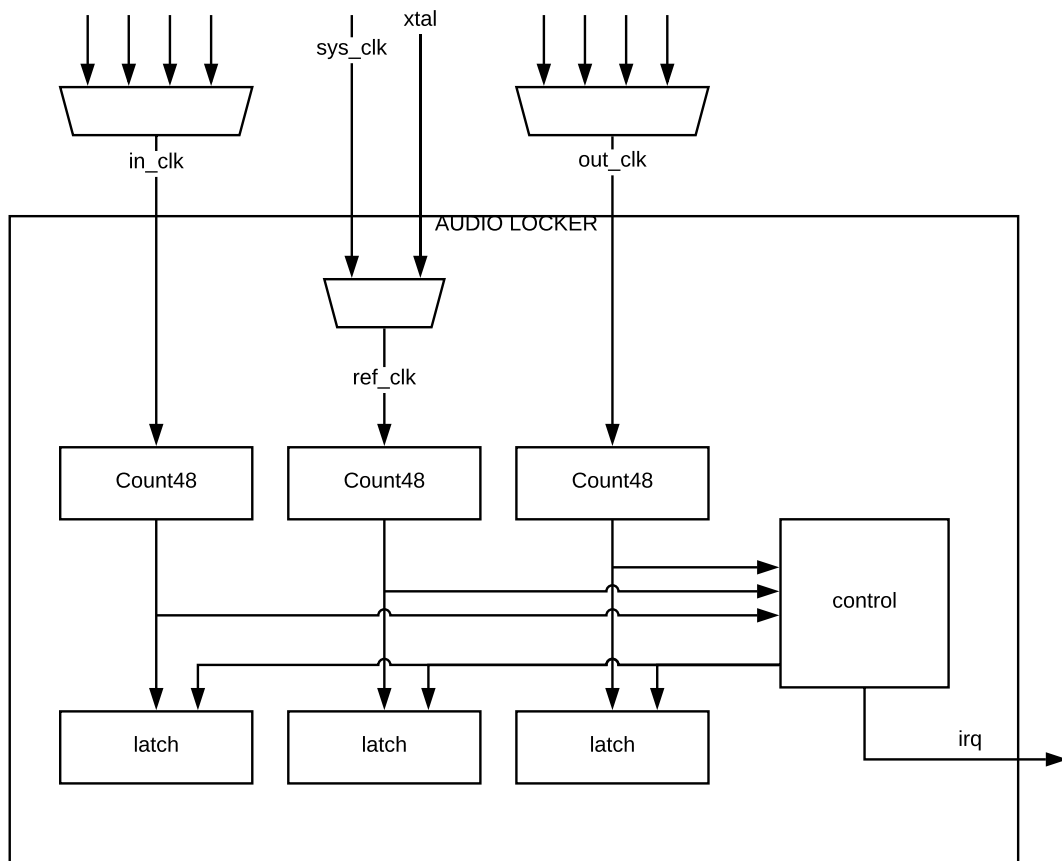 xtal
sys_clk
in_clk
out_clk
AUDIO LOCKER
ref_clk
Count48
Count48
Count48
control
latch
latch
latch
irq